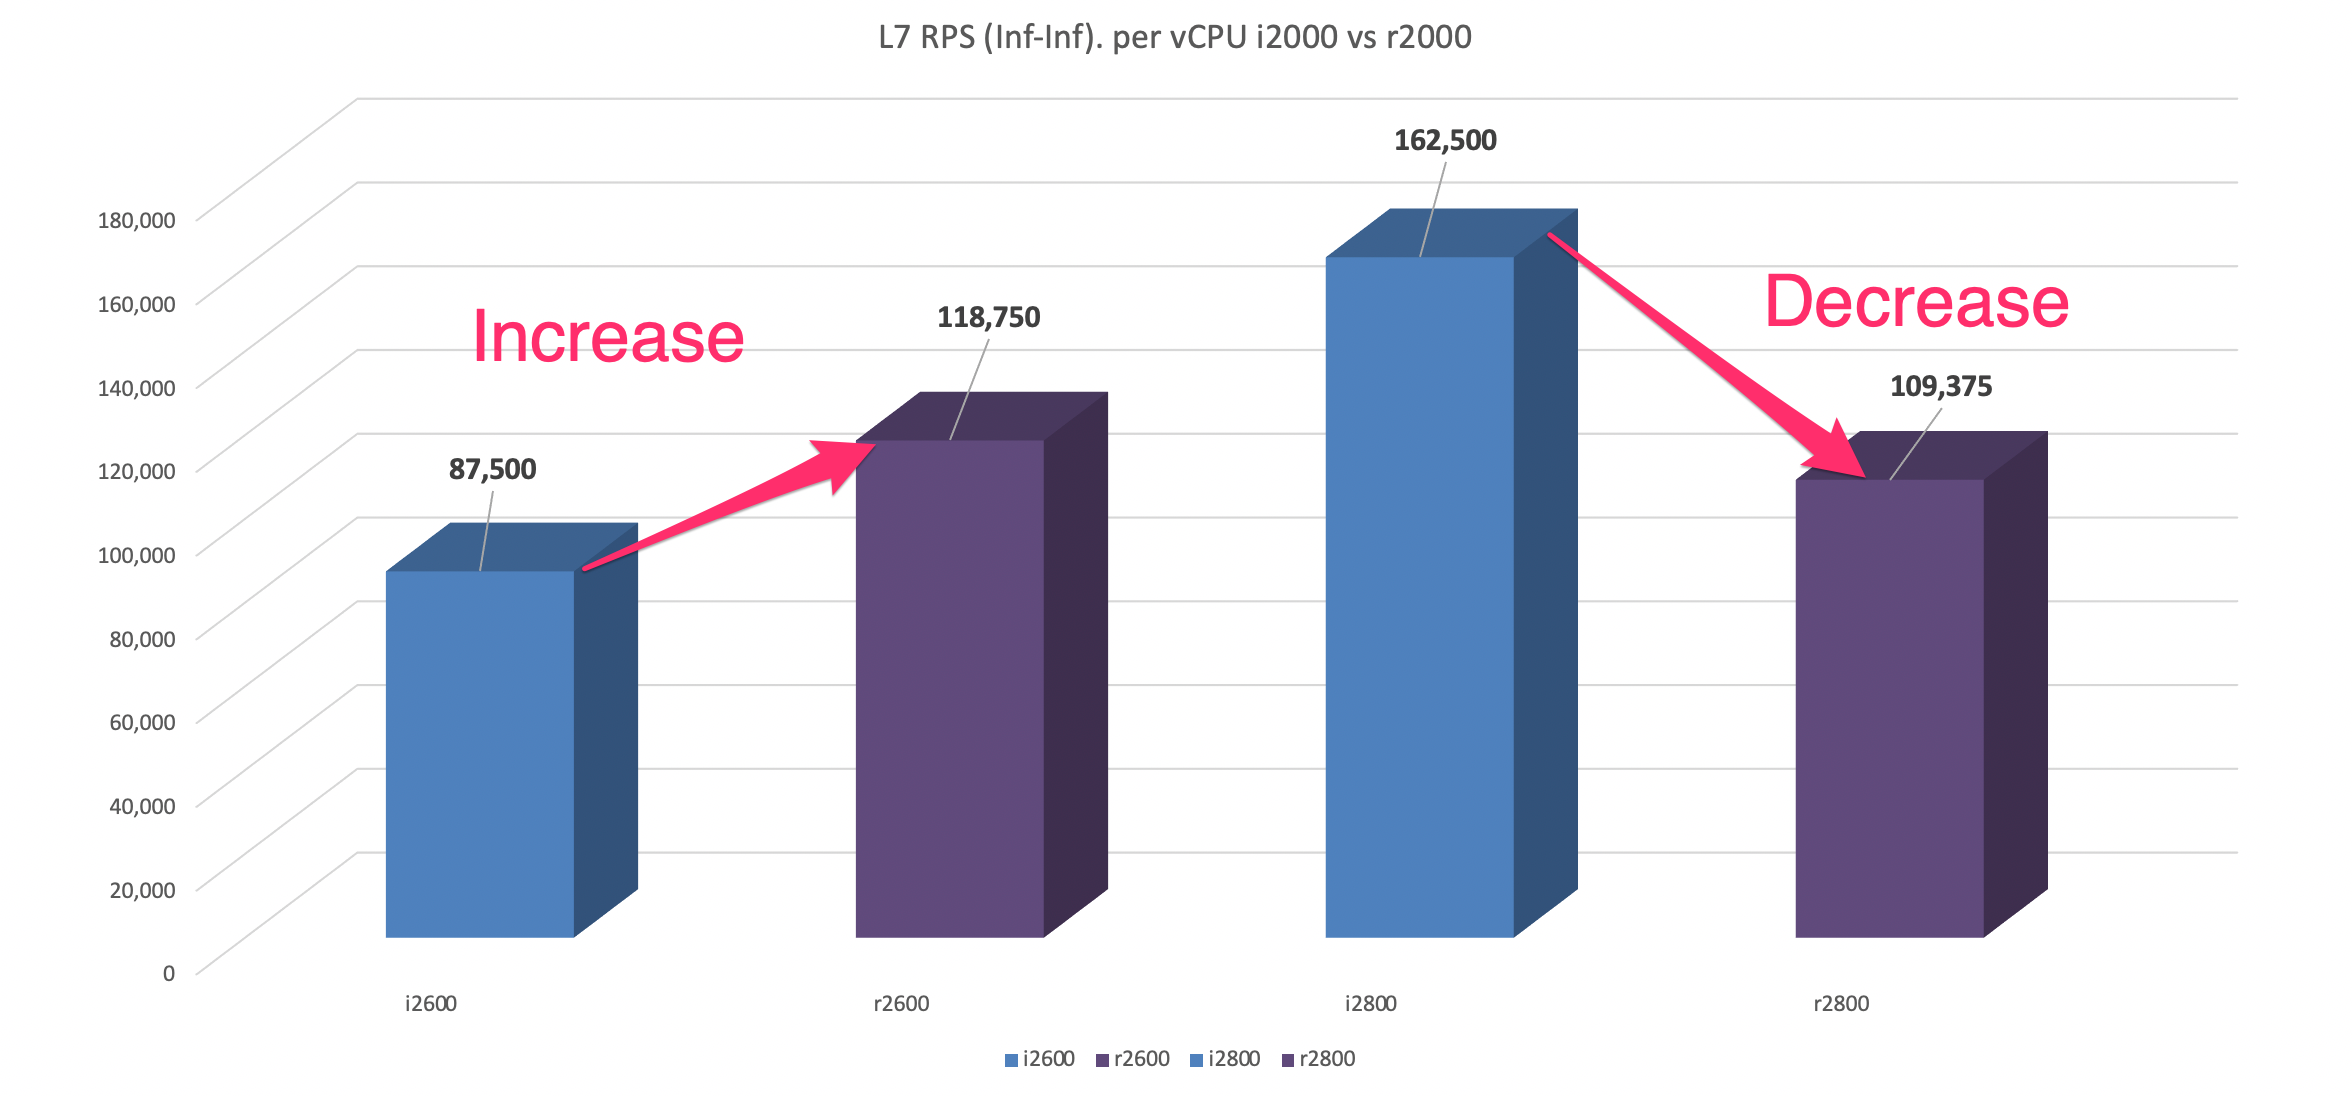 L7 RPS (Inf-Inf). per vCPU i2000 vs r2000
180,000
160,000
140,000
120,000
100,000
80,000
60,000
40,000
20,000
0
87,500
Increase
118,750
162,500
Decrease
109,375
i2600
r2600
i2800
r2800
i2600 r2600 i2800 r2800